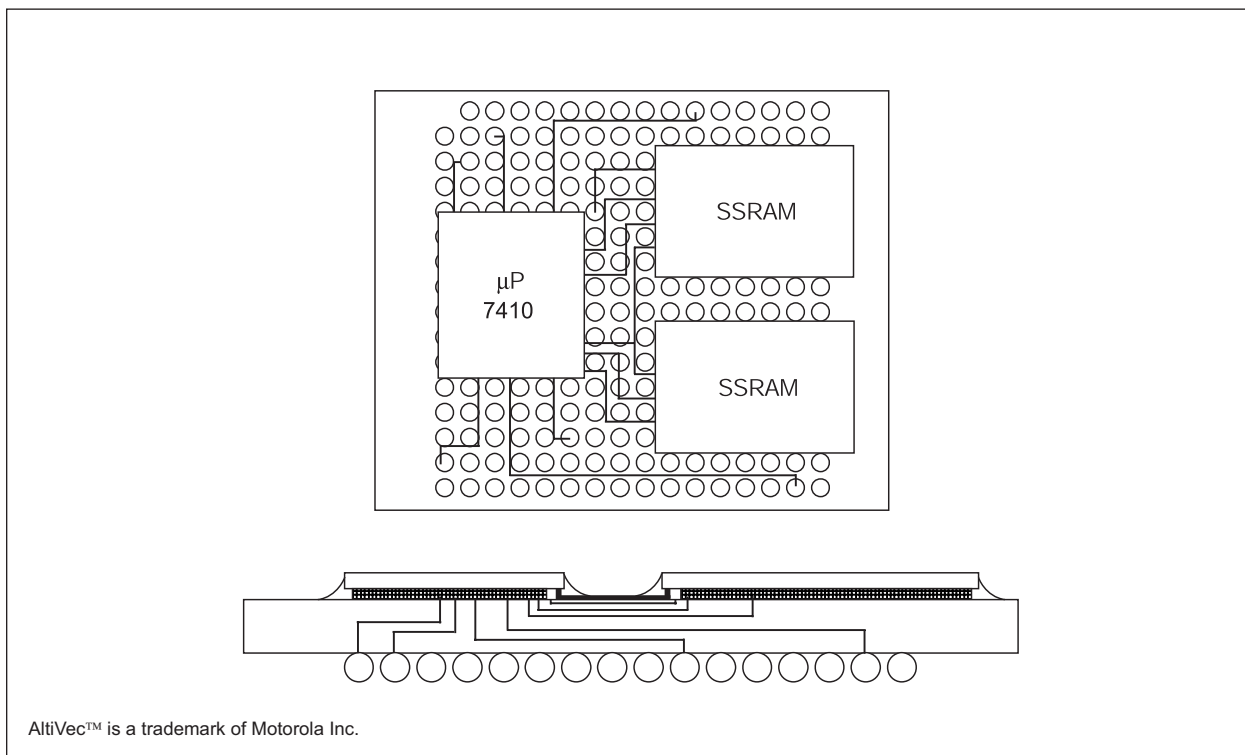 SSRAM
μP
7410
SSRAM
AltiVec™ is a trademark of Motorola Inc.